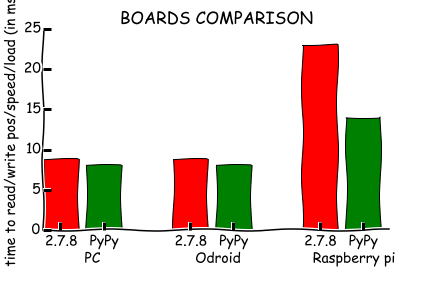 BOARDS COMPARISON
time to read/write pos/speed/load (in ms
25
20
15
10
5
0
2.7.8 PyPy 2.7.8 PyPy 2.7.8 PyPy
PC Odroid Raspberry pi